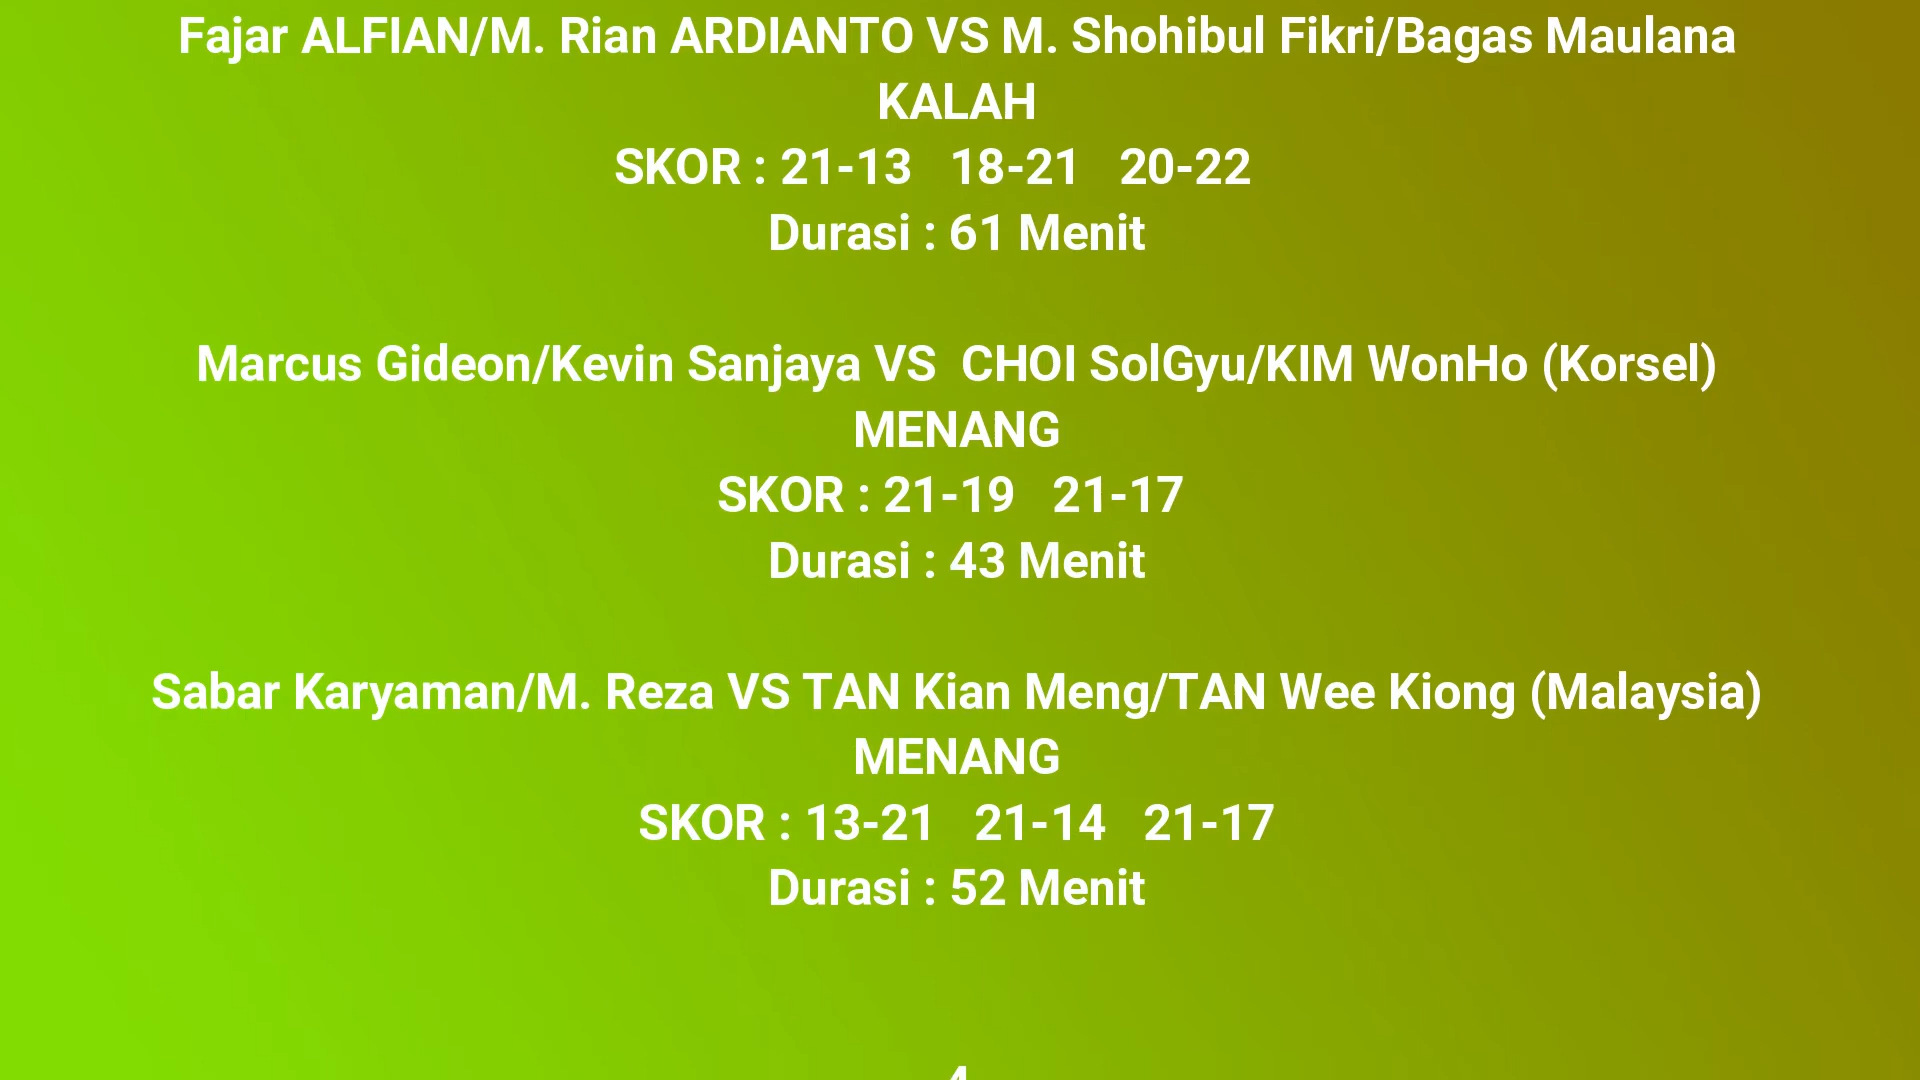 Fajar ALFIAN/M. Rian ARDIANTO VS M. Shohibul Fikri/Bagas Maulana
KALAH
SKOR : 21-13   18-21   20-22
Durasi : 61 Menit
Marcus Gideon/Kevin Sanjaya VS  CHOI SolGyu/KIM WonHo (Korsel)
MENANG
SKOR : 21-19   21-17
Durasi : 43 Menit
Sabar Karyaman/M. Reza VS TAN Kian Meng/TAN Wee Kiong (Malaysia)
MENANG
SKOR : 13-21   21-14   21-17
Durasi : 52 Menit